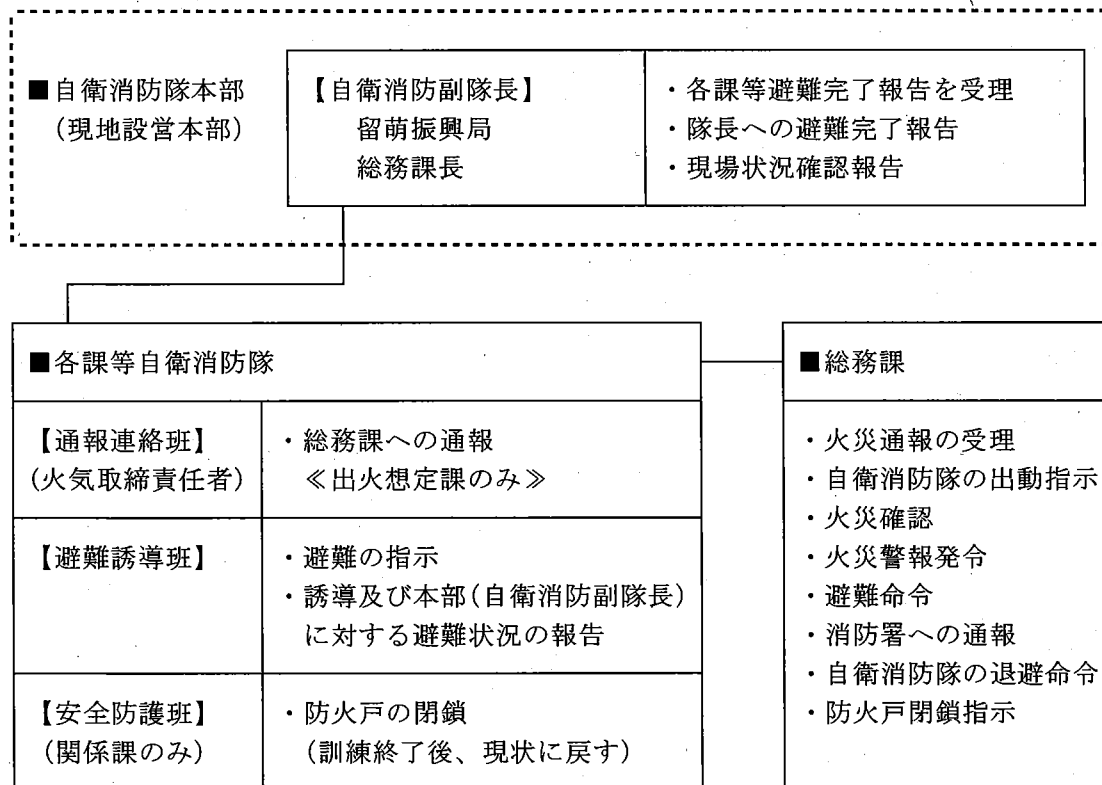 ■自衛消防隊本部
（現地設営本部）
【自衛消防副隊長】
留萌振興局
総務課長
・各課等避難完了報告を受理
・隊長への避難完了報告
・現場状況確認報告
■各課等自衛消防隊
【通報連絡班】
(火気取締責任者)
・総務課への通報
≪出火想定課のみ≫
【避難誘導班】
・避難の指示
・誘導及び本部(自衛消防副隊長)
に対する避難状況の報告
【安全防護班】
（関係課のみ）
・防火戸の閉鎖
（訓練終了後、現状に戻す）
■総務課
・火災通報の受理
・自衛消防隊の出動指示
・火災確認
・火災警報発令
・避難命令
・消防署への通報
・自衛消防隊の退避命令
・防火戸閉鎖指示